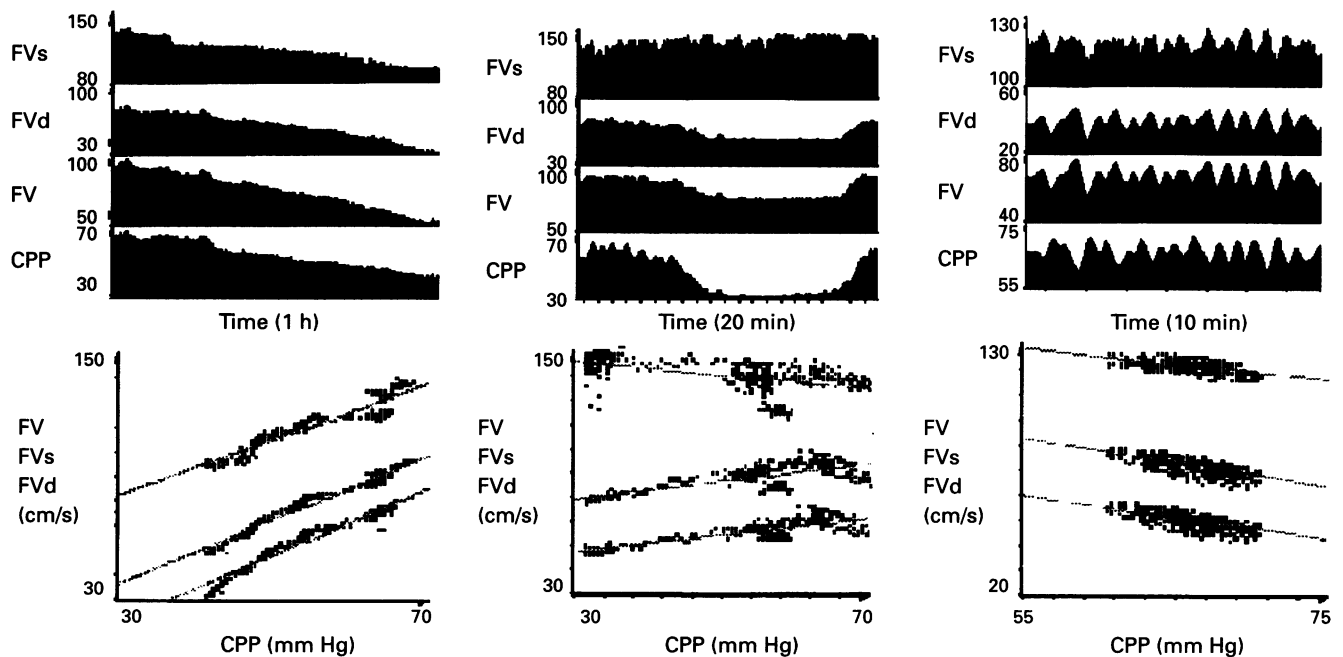 150
FVs
80
100
FVd
30
100
FV
50
70
CPP
30
Time (1 h)
150
FVs
80
100
FVd
30
100
FV
50
70
CPP
30
Time (20 min)
130
FVs
100
60
FVd
20
80
FV
40
75
CPP
55
Time (10 min)
150
FV
FVs
FVd
(cm/s)
30
30 70
CPP (mm Hg)
150
FV
FVs
FVd
(cm/s)
30
30 70
CPP (mm Hg)
130
FV
FVs
FVd
(cm/s)
20
55 75
CPP (mm Hg)